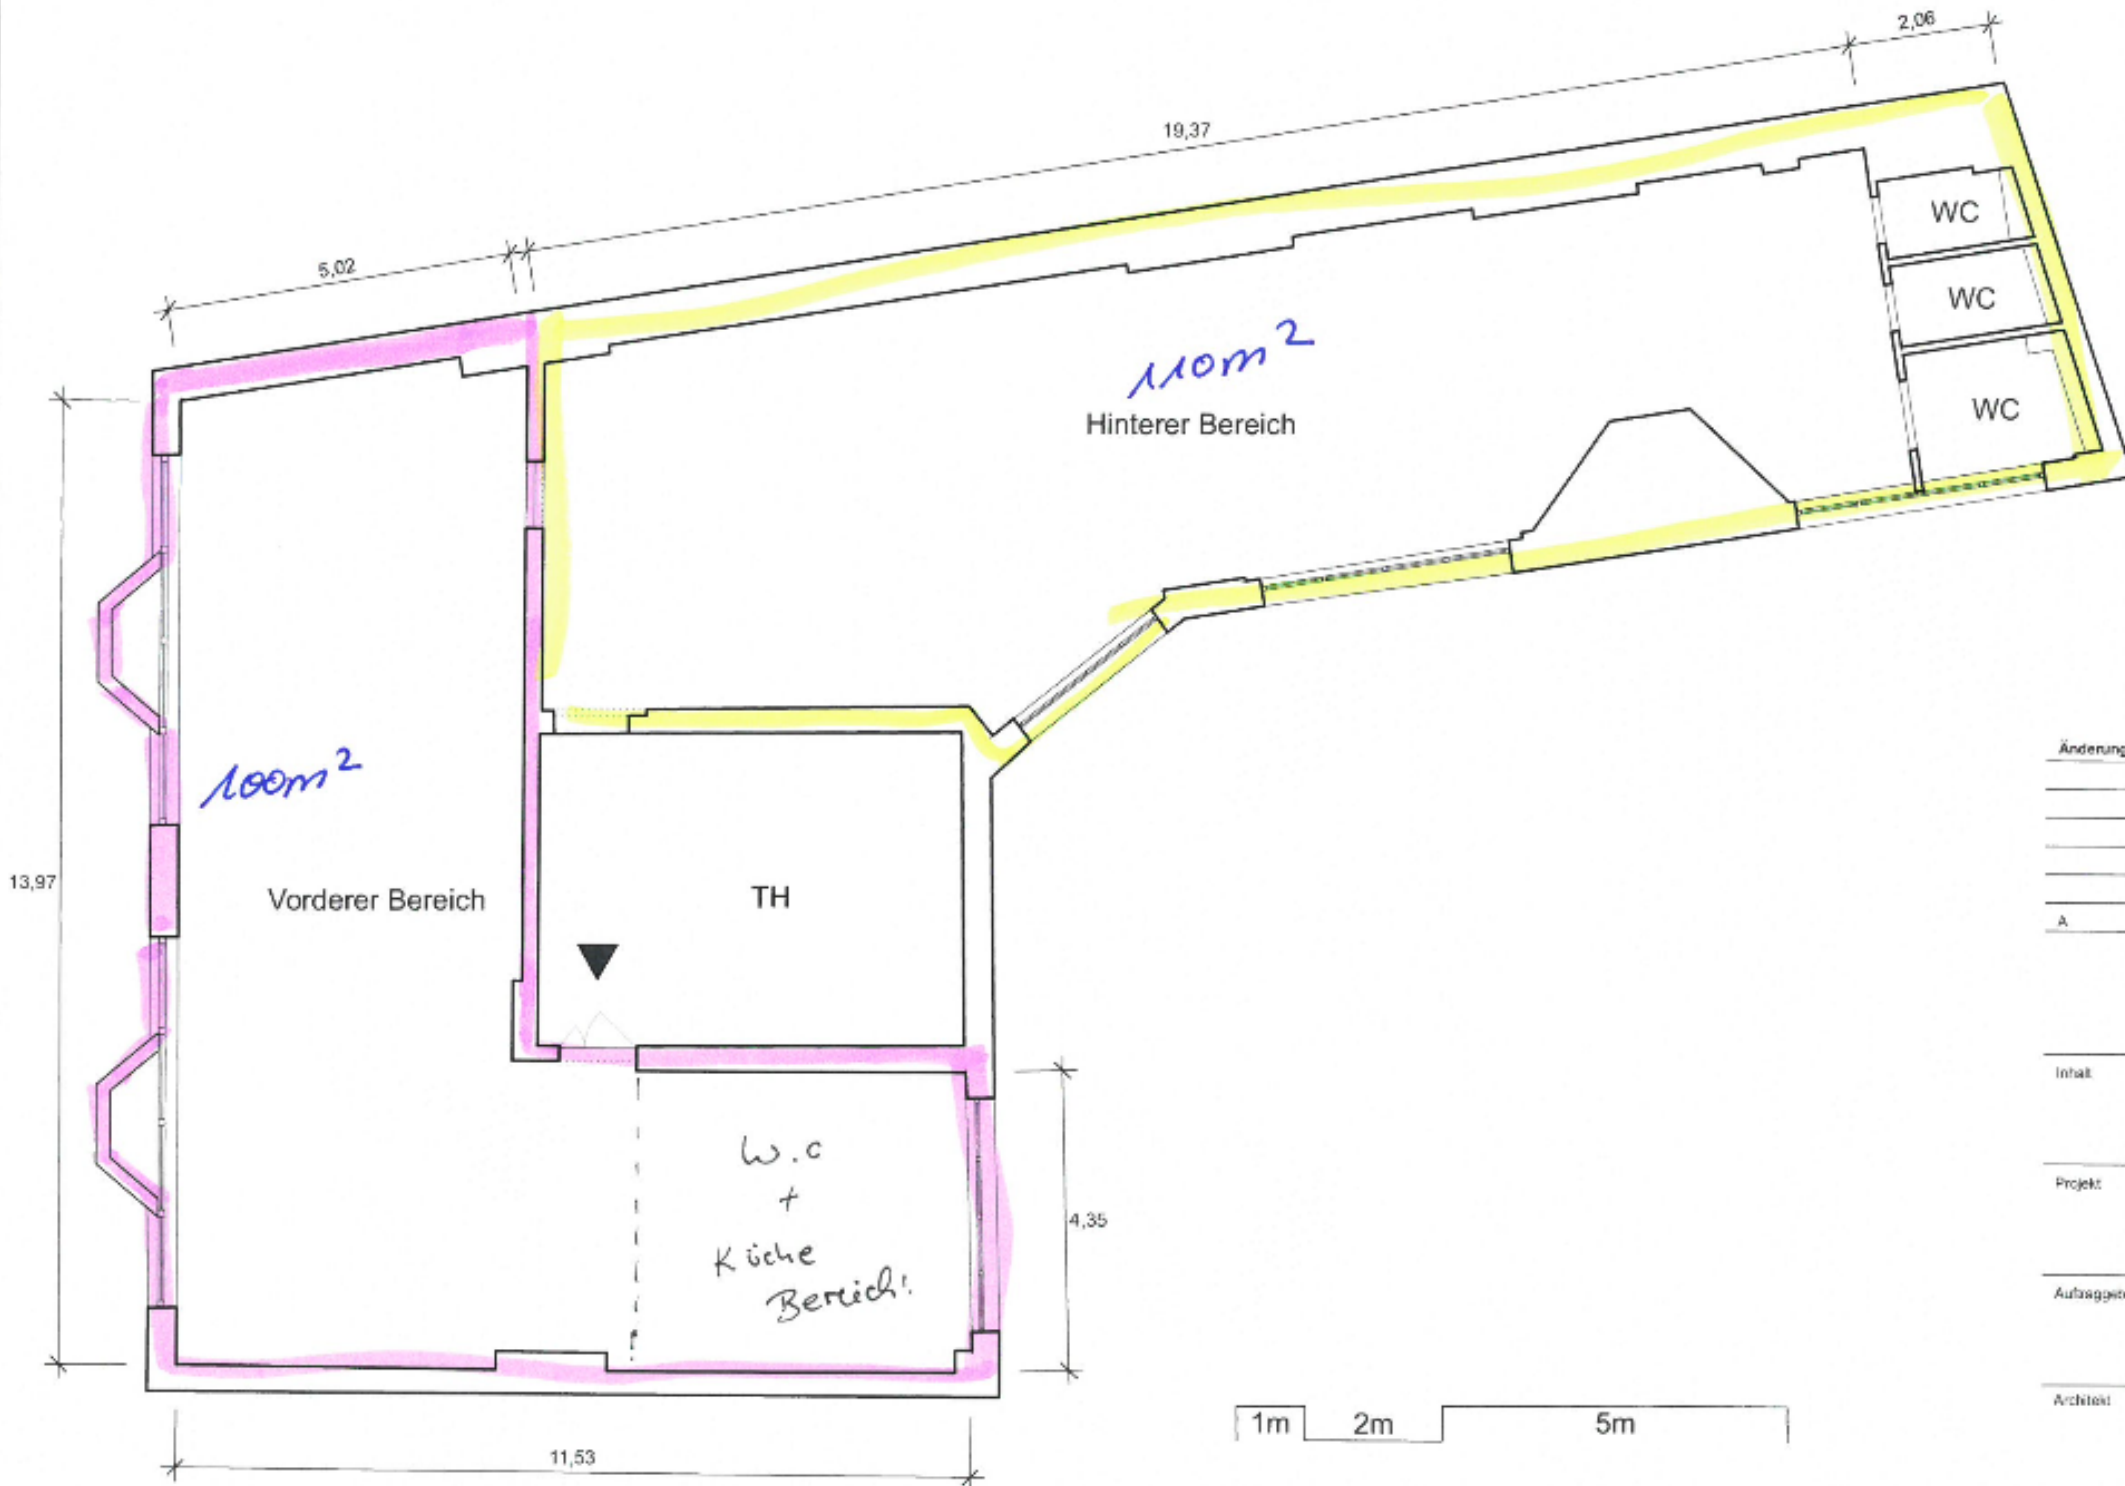 2,06
19,37
5,02
WC
WC
WC
110m²
Hinterer Bereich
100m²
13,97
Vorderer Bereich
TH
W.c
+
Küche
Bereich!
4,35
11,53
1m 2m 5m
Änderung
A
Inhalt
Projekt
Architekt